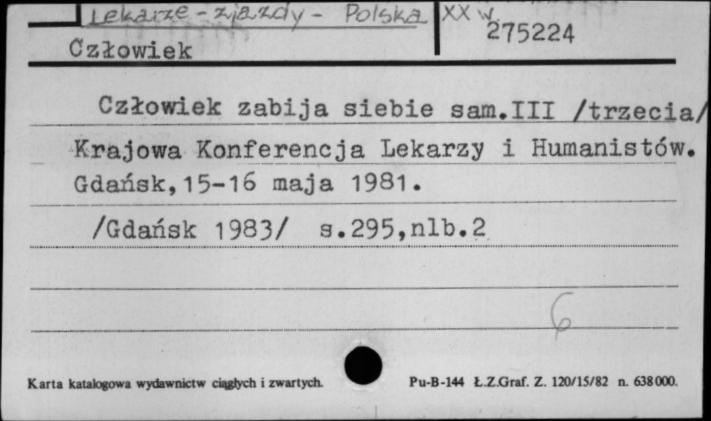 Lekarze - zjazdy - Polska XX w.
275224
Człowiek
Człowiek zabija siebie sam.III /trzecia/
Krajowa Konferencja Lekarzy i Humanistów.
Gdańsk,15-16 maja 1981.
/Gdańsk 1983/ s.295,nlb.2
6
Karta katalogowa wydawnictw ciągłych i zwartych. Pu-B-144 Ł.Z.Graf. Z. 120/15/82 n. 638000.